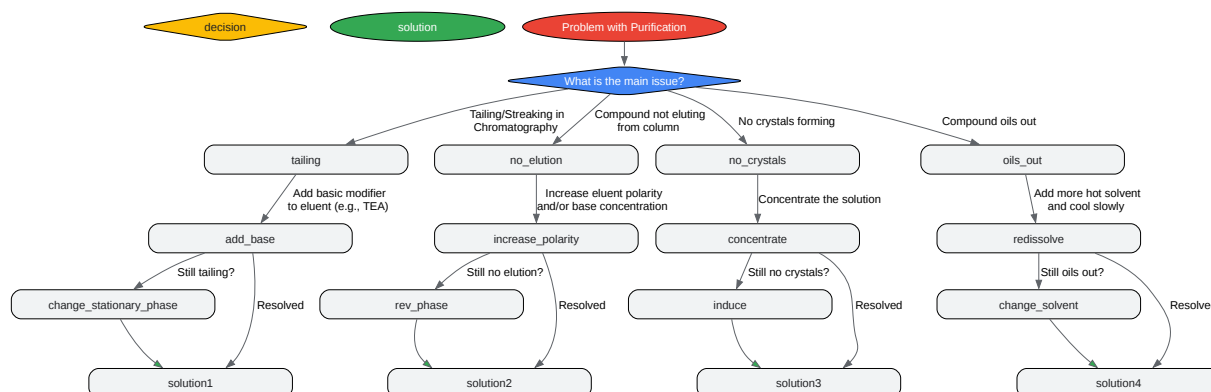 decision
solution
Problem with Purification
What is the main issue?
Tailing/Streaking in
Chromatography
Compound not eluting
from column
No crystals forming
Compound oils out
tailing
no_elution
no_crystals
oils_out
Add basic modifier
to eluent (e.g., TEA)
Increase eluent polarity
and/or base concentration
Concentrate the solution
Add more hot solvent
and cool slowly
add_base
increase_polarity
concentrate
redissolve
Still tailing?
Still no elution?
Still no crystals?
Still oils out?
change_stationary_phase
Resolved
rev_phase
Resolved
induce
Resolved
change_solvent
Resolve
solution1
solution2
solution3
solution4